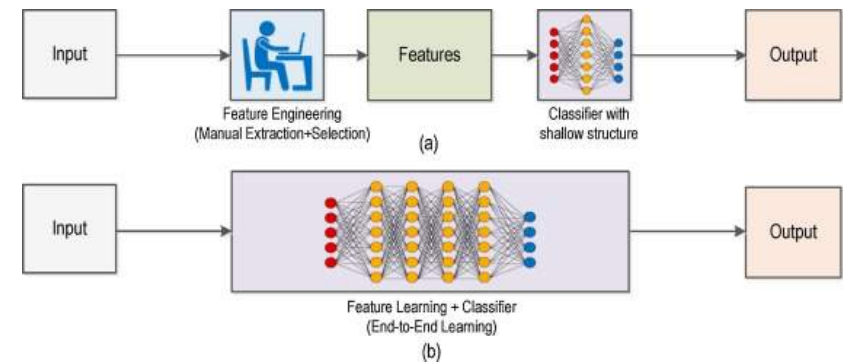 Input
Features
Output
Feature Engineering
(Manual Extraction+Selection)
Classifier with
shallow structure
(a)
Input
Output
Feature Learning + Classifier
(End-to-End Learning)
(b)